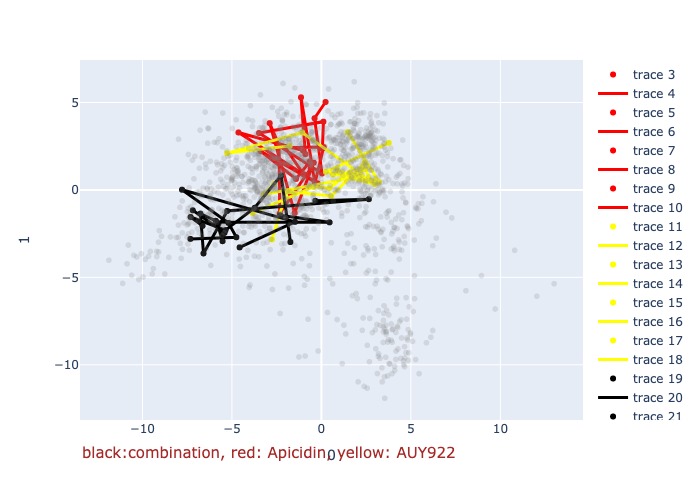 5
0
−5
−10
1
−10
−5
0
5
10
0
black:combination, red: Apicidin, yellow: AUY922
trace 3
trace 4
trace 5
trace 6
trace 7
trace 8
trace 9
trace 10
trace 11
trace 12
trace 13
trace 14
trace 15
trace 16
trace 17
trace 18
trace 19
trace 20
trace 21